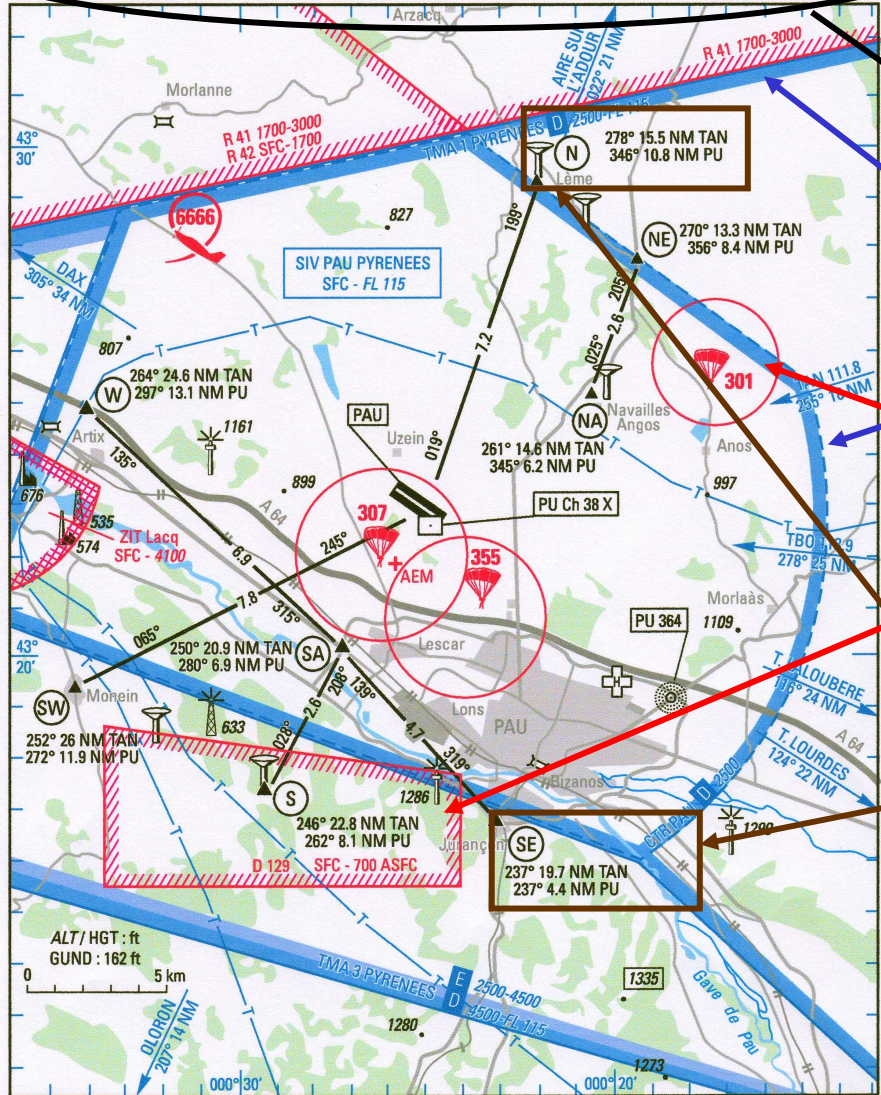 Arzacq
AIRE SUR
L'ADOUR
022° 21 NM
R 41 1700-3000
Morlanne
43°
30'
R 41 1700-3000
R 42 SFC-1700
TMA 1 PYRENEES
D
2500-FL 115
N
278° 15.5 NM TAN
346° 10.8 NM PU
Lème
6666
827
199°
NE
270° 13.3 NM TAN
356° 8.4 NM PU
SIV PAU PYRENEES
SFC - FL 115
DAX
305° 34 NM
205°
2.6
025°
7.2
807
301
TAN 111.8
255° 18 NM
264° 24.6 NM TAN
297° 13.1 NM PU
W
1161
PAU
NA
Navailles
Angos
Artix
135°
Uzein
019°
261° 14.6 NM TAN
345° 6.2 NM PU
Anos
676
899
997
A 64
PU Ch 38 X
535
574
ZIT Lacq
SFC - 4100
307
245°
355
AEM
TBO 112.9
278° 25 NM
6.9
7.8
315°
Morlaàs
1109
PU 364
065°
250° 20.9 NM TAN
280° 6.9 NM PU
SA
Lescar
43°
20'
208°
139°
T. LALOUBERE
116° 24 NM
SW
Monein
Lons
PAU
633
2.6
028°
4.7
319°
A 64
252° 26 NM TAN
272° 11.9 NM PU
T. LOURDES
124° 22 NM
1286
Bizanos
CTR PAU
D
2500
S
246° 22.8 NM TAN
262° 8.1 NM PU
Jurançon
SE
1299
D 129 SFC - 700 ASFC
237° 19.7 NM TAN
237° 4.4 NM PU
ALT / HGT : ft
GUND : 162 ft
0 5 km
TMA 3 PYRENEES
E
D
2500-4500
4500-FL 115
1335
Gave de Pau
OLORON
207° 14 NM
1280
1273
000° 30'
000° 20'
T
T
T
T
T
T
T
T
T
T
T
T
T
T